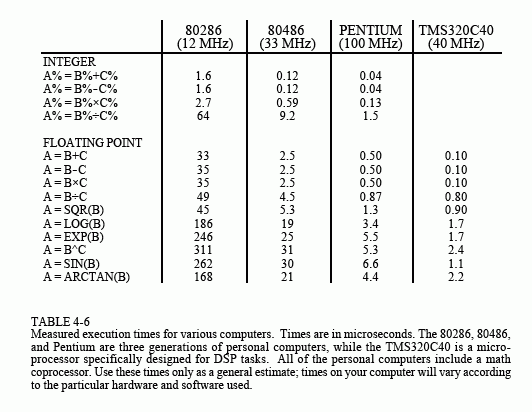 80286 80486 PENTIUM TMS320C40
(12 MHz) (33 MHz) (100 MHz) (40 MHz)
INTEGER
A% = B%+C% 1.6 0.12 0.04
A% = B%-C% 1.6 0.12 0.04
A% = B%×C% 2.7 0.59 0.13
A% = B%÷C% 64 9.2 1.5
FLOATING POINT
A = B+C 33 2.5 0.50 0.10
A = B-C 35 2.5 0.50 0.10
A = B×C 35 2.5 0.50 0.10
A = B÷C 49 4.5 0.87 0.80
A = SQR(B) 45 5.3 1.3 0.90
A = LOG(B) 186 19 3.4 1.7
A = EXP(B) 246 25 5.5 1.7
A = B^C 311 31 5.3 2.4
A = SIN(B) 262 30 6.6 1.1
A = ARCTAN(B) 168 21 4.4 2.2
TABLE 4-6
Measured execution times for various computers. Times are in microseconds. The 80286, 80486,
and Pentium are three generations of personal computers, while the TMS320C40 is a micro-
processor specifically designed for DSP tasks. All of the personal computers include a math
coprocessor. Use these times only as a general estimate; times on your computer will vary according
to the particular hardware and software used.